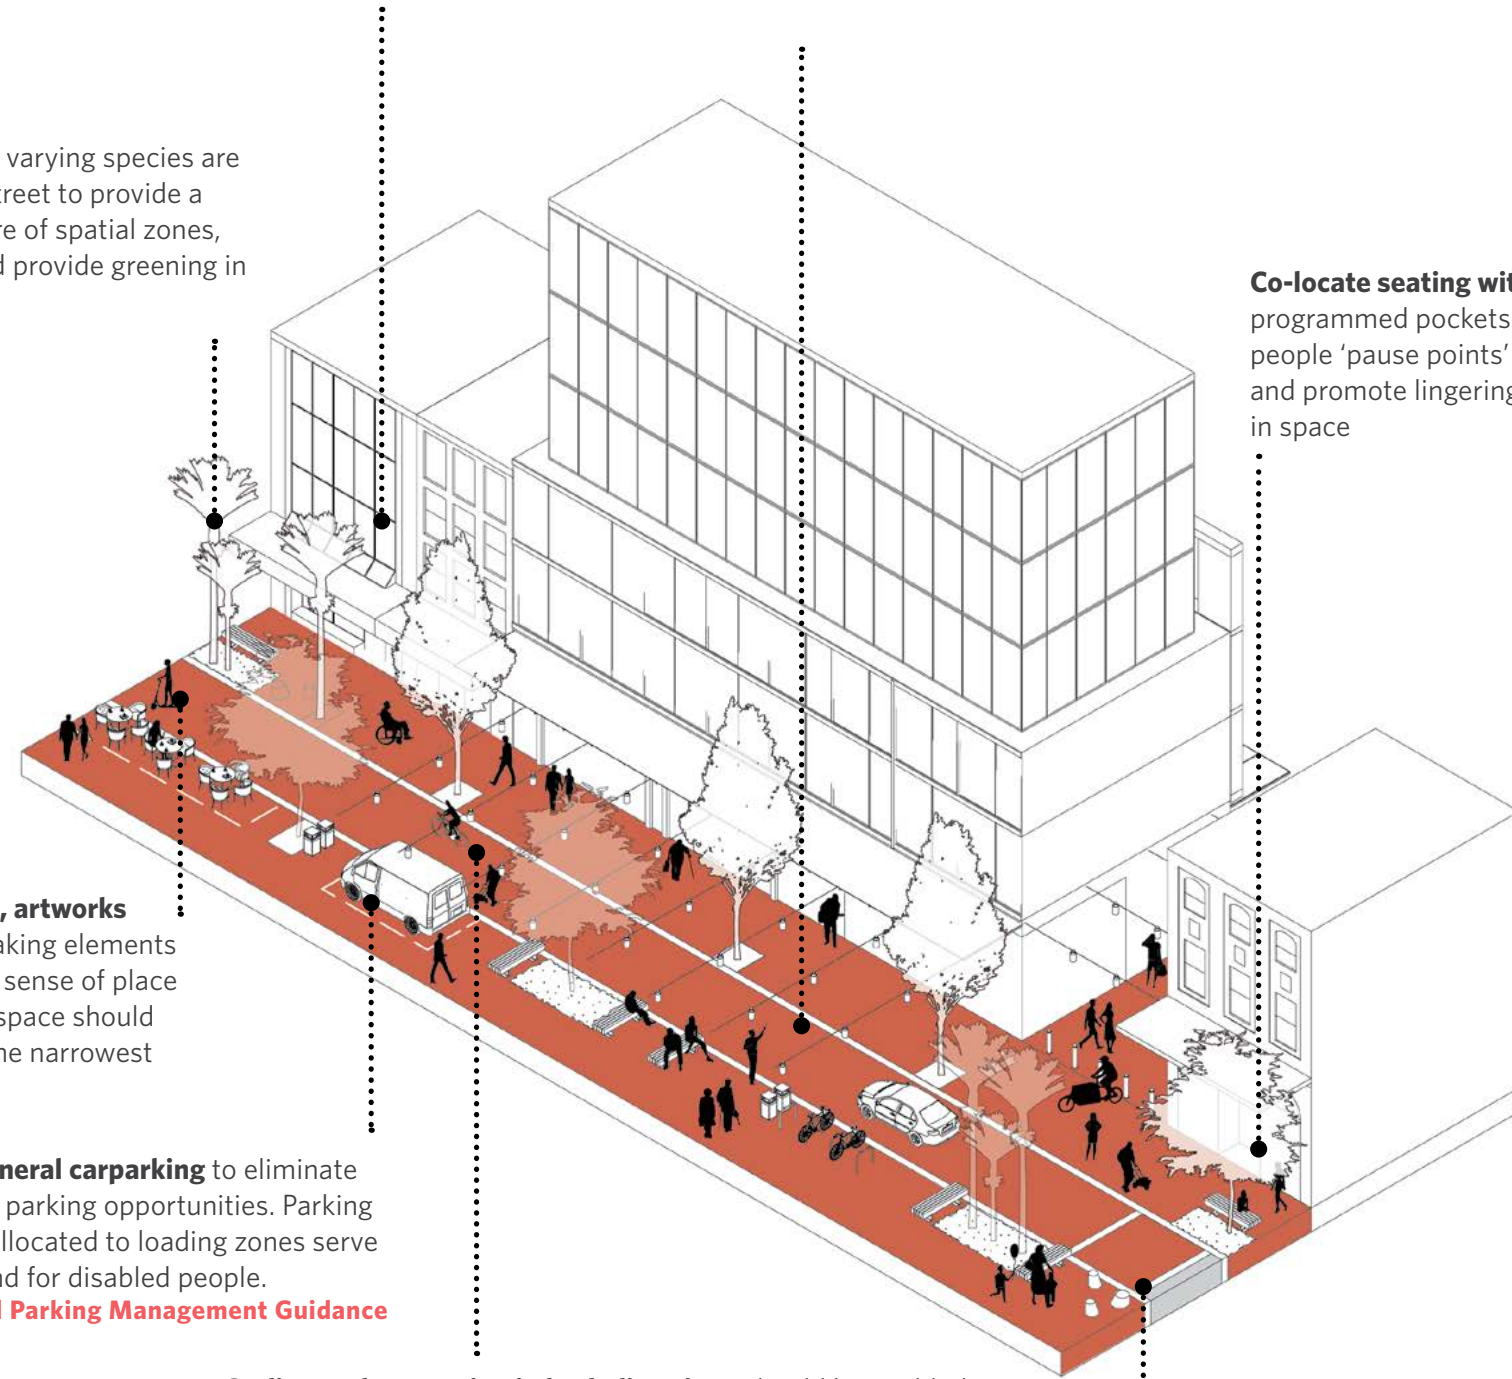 varying species are
treet to provide a
re of spatial zones,
d provide greening in
Co-locate seating wit
programmed pockets
people ‘pause points’
and promote lingering
in space
, artworks
aking elements
sense of place
space should
he narrowest
neral carparking to eliminate
parking opportunities. Parking
llocated to loading zones serve
nd for disabled people.
l Parking Management Guidance